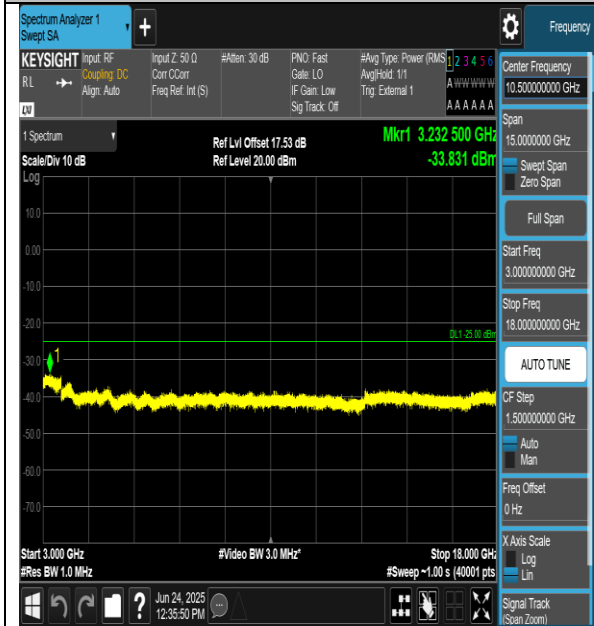 Spectrum Analyzer 1
Swept SA
+
Frequency
KEYSIGHT
R L
LXI
Input: RF
Coupling: DC
Align: Auto
Input Z: 50 Ω
Corr CCorr
Freq Ref: Int (S)
#Atten: 30 dB
PNO: Fast
Gate: LO
IF Gain: Low
Sig Track: Off
#Avg Type: Power (RMS
Avg|Hold: 1/1
Trig: External 1
1 2 3 4 5 6
A W W W W W
A A A A A A
1 Spectrum
Scale/Div 10 dB
Log
Ref Lvl Offset 17.53 dB
Ref Level 20.00 dBm
Mkr1 3.232 500 GHz
-33.831 dBm
10.0
0.00
-10.0
-20.0
-30.0
-40.0
-50.0
-60.0
-70.0
DL1 -25.00 dBm
1
Start 3.000 GHz
#Res BW 1.0 MHz
#Video BW 3.0 MHz*
Stop 18.000 GHz
#Sweep ~1.00 s (40001 pts
Center Frequency
10.500000000 GHz
Span
15.0000000 GHz
Swept Span
Zero Span
Full Span
Start Freq
3.000000000 GHz
Stop Freq
18.000000000 GHz
AUTO TUNE
CF Step
1.500000000 GHz
Auto
Man
Freq Offset
0 Hz
X Axis Scale
Log
Lin
Signal Track
(Span Zoom)
?
Jun 24, 2025
12:35:50 PM